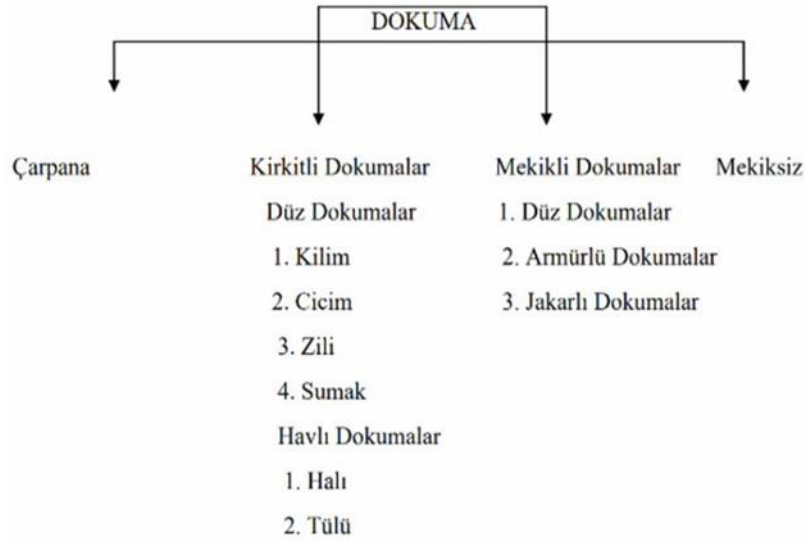 DOKUMA
Çarpana
Kirkitli Dokumalar
Düz Dokumalar
1. Kilim
2. Cicim
3. Zili
4. Sumak
Havlı Dokumalar
1. Halı
2. Tülü
Mekikli Dokumalar
1. Düz Dokumalar
2. Armürlü Dokumalar
3. Jakarlı Dokumalar
Mekiksiz